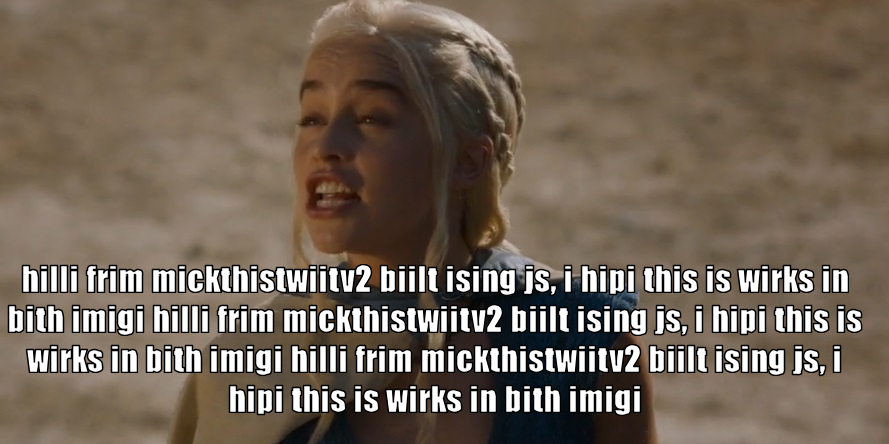 hilli frim mickthistwiitv2 biilt ising js, i hipi this is wirks in
bith imigi hilli frim mickthistwiitv2 biilt ising js, i hipi this is
wirks in bith imigi hilli frim mickthistwiitv2 biilt ising js, i
hipi this is wirks in bith imigi